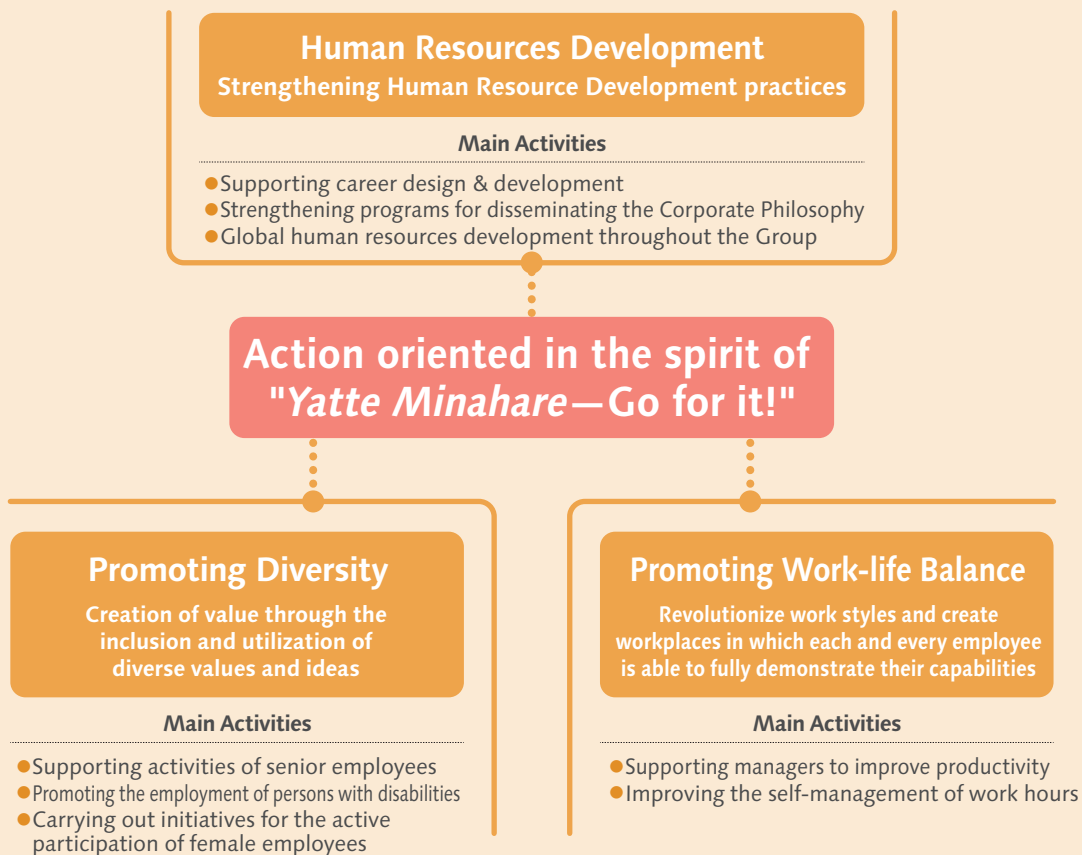 Human Resources Development
Strengthening Human Resource Development practices
Main Activities
●Supporting career design & development
●Strengthening programs for disseminating the Corporate Philosophy
●Global human resources development throughout the Group
Action oriented in the spirit of
"Yatte Minahare—Go for it!"
Promoting Diversity
Creation of value through the
inclusion and utilization of
diverse values and ideas
Main Activities
●Supporting activities of senior employees
●Promoting the employment of persons with disabilities
●Carrying out initiatives for the active
participation of female employees
Promoting Work-life Balance
Revolutionize work styles and create
workplaces in which each and every employee
is able to fully demonstrate their capabilities
Main Activities
●Supporting managers to improve productivity
●Improving the self-management of work hours